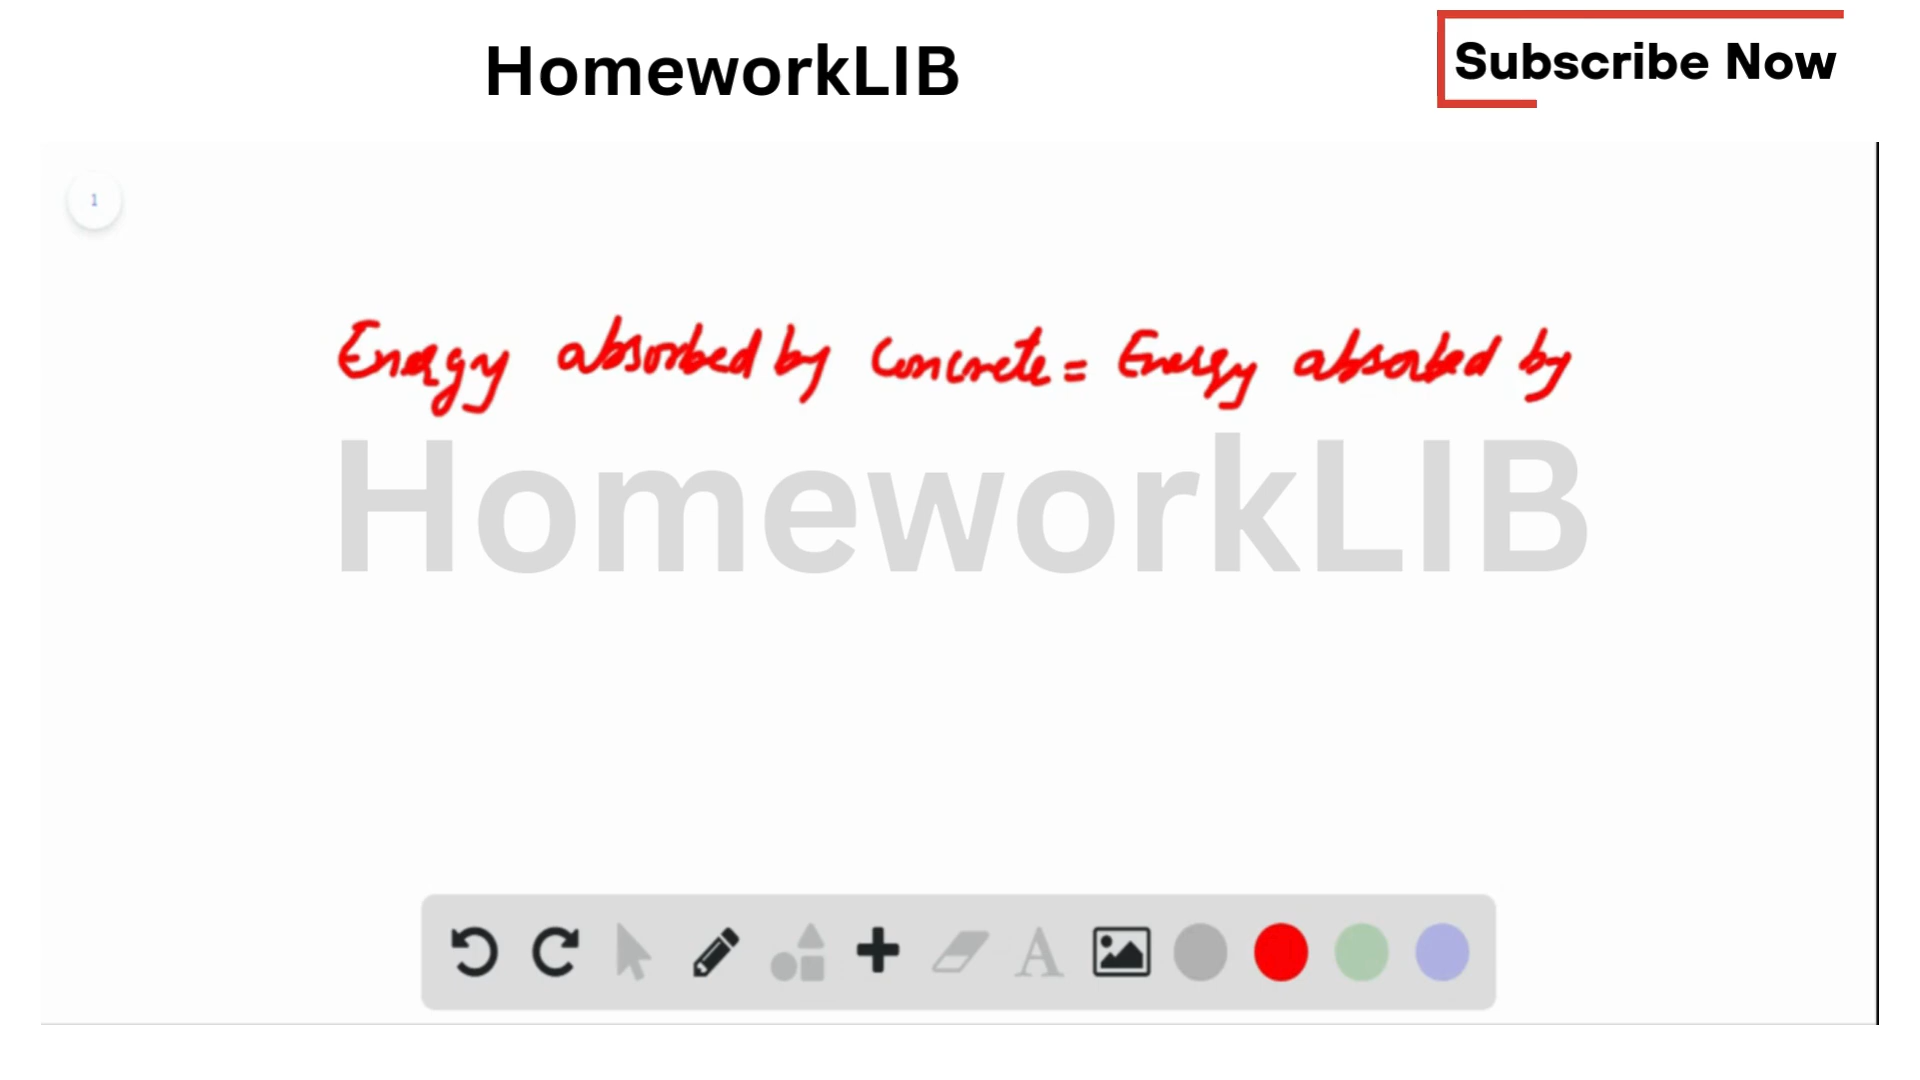 HomeworkLIB
Subscribe Now
1
Energy absorbed by Concrete = Energy absorbed by
HomeworkLIB
A